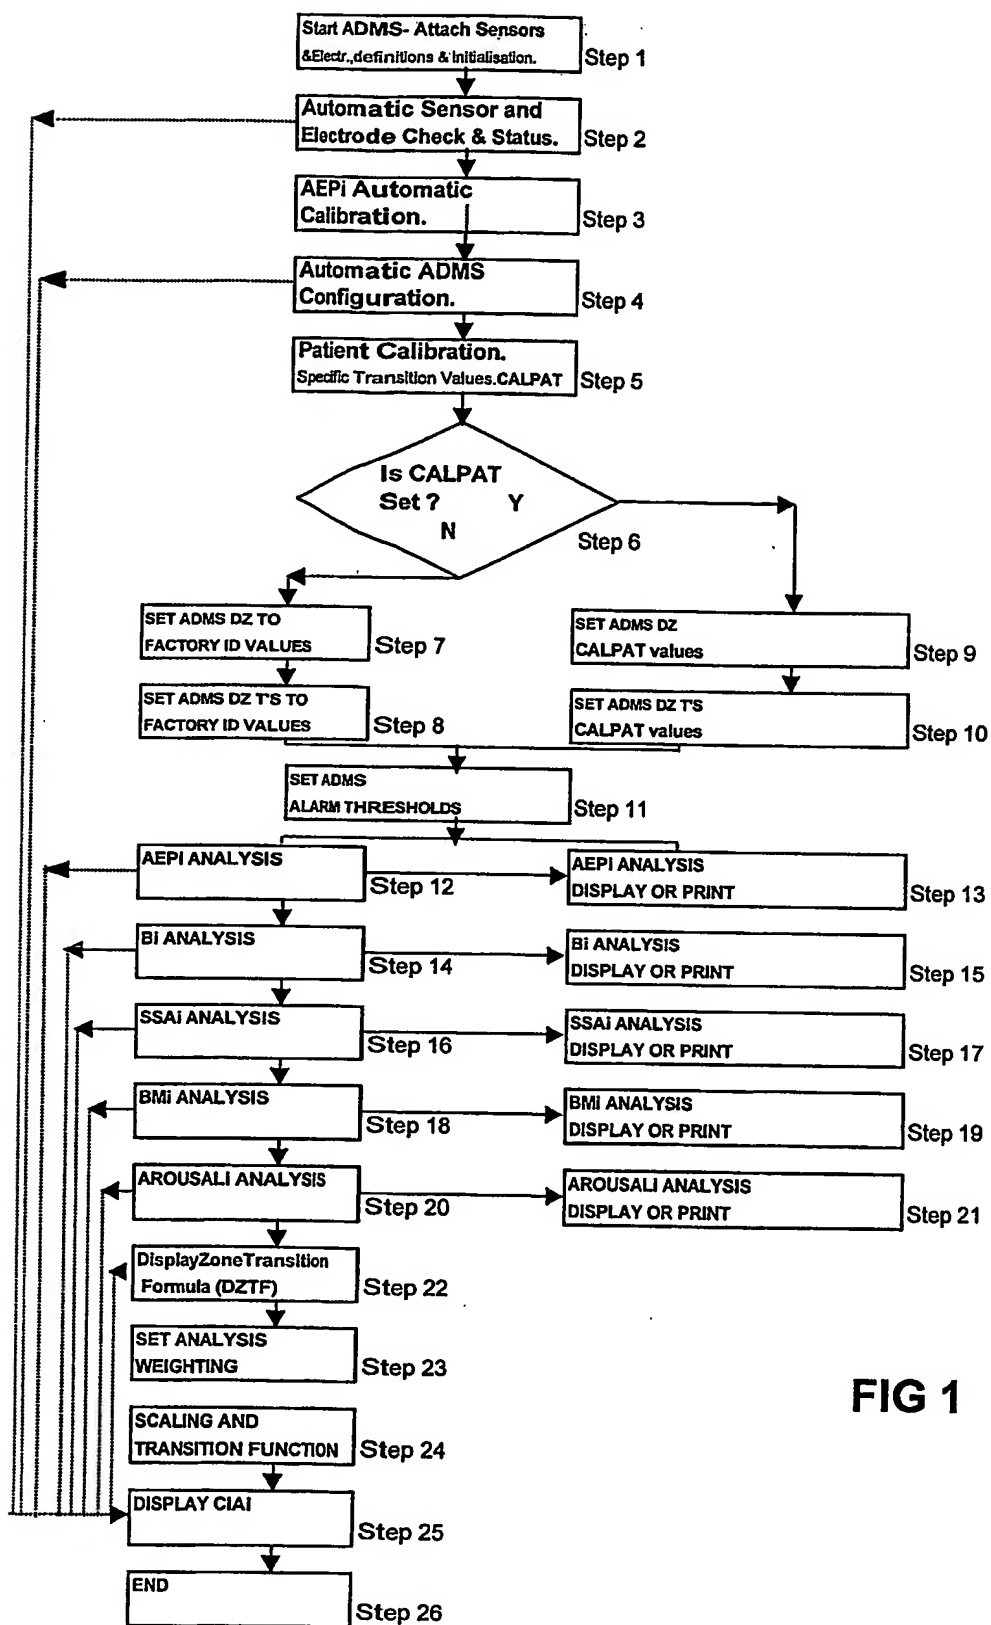 Start ADMS- Attach Sensors
&Electr.,definitions & Initialisation.
Step 1
Automatic Sensor and
Electrode Check & Status.
Step 2
AEPi Automatic
Calibration.
Step 3
Automatic ADMS
Configuration.
Step 4
Patient Calibration.
Specific Transition Values.CALPAT
Step 5
Is CALPAT
Set ? Y
N
Step 6
SET ADMS DZ TO
FACTORY ID VALUES
Step 7
SET ADMS DZ
CALPAT values
Step 9
SET ADMS DZ T'S TO
FACTORY ID VALUES
Step 8
SET ADMS DZ T'S
CALPAT values
Step 10
SET ADMS
ALARM THRESHOLDS
Step 11
AEPi ANALYSIS
Step 12
AEPi ANALYSIS
DISPLAY OR PRINT
Step 13
Bi ANALYSIS
Step 14
Bi ANALYSIS
DISPLAY OR PRINT
Step 15
SSAi ANALYSIS
Step 16
SSAi ANALYSIS
DISPLAY OR PRINT
Step 17
BMi ANALYSIS
Step 18
BMi ANALYSIS
DISPLAY OR PRINT
Step 19
AROUSALi ANALYSIS
Step 20
AROUSALi ANALYSIS
DISPLAY OR PRINT
Step 21
DisplayZoneTransition
Formula (DZTF)
Step 22
SET ANALYSIS
WEIGHTING
Step 23
SCALING AND
TRANSITION FUNCTION
Step 24
DISPLAY CIAi
Step 25
END
Step 26
FIG 1